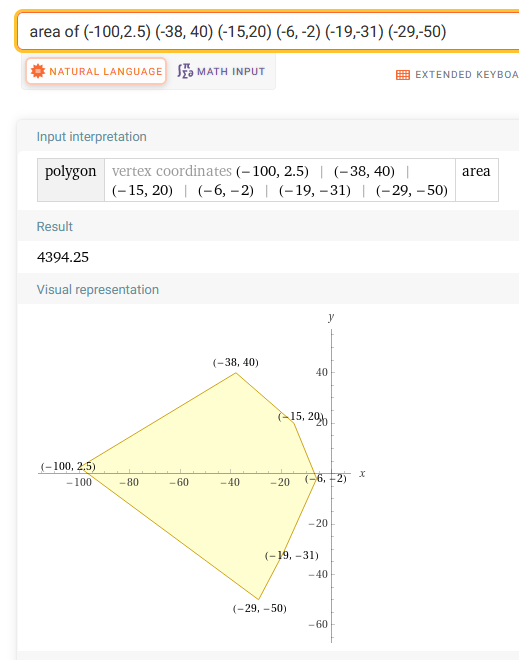 area of (-100,2.5) (-38, 40) (-15,20) (-6, -2) (-19,-31) (-29,-50)
NATURAL LANGUAGE
∫Σ∂π MATH INPUT
EXTENDED KEYBOA
Input interpretation
polygon vertex coordinates (−100, 2.5) | (−38, 40) | area
(−15, 20) | (−6, −2) | (−19, −31) | (−29, −50)
Result
4394.25
Visual representation
y
(−38, 40)
40
(−15, 20)
20
(−100, 2.5)
x
−100 −80 −60 −40 −20 (−6, −2)
−20
(−19, −31)
−40
(−29, −50)
−60